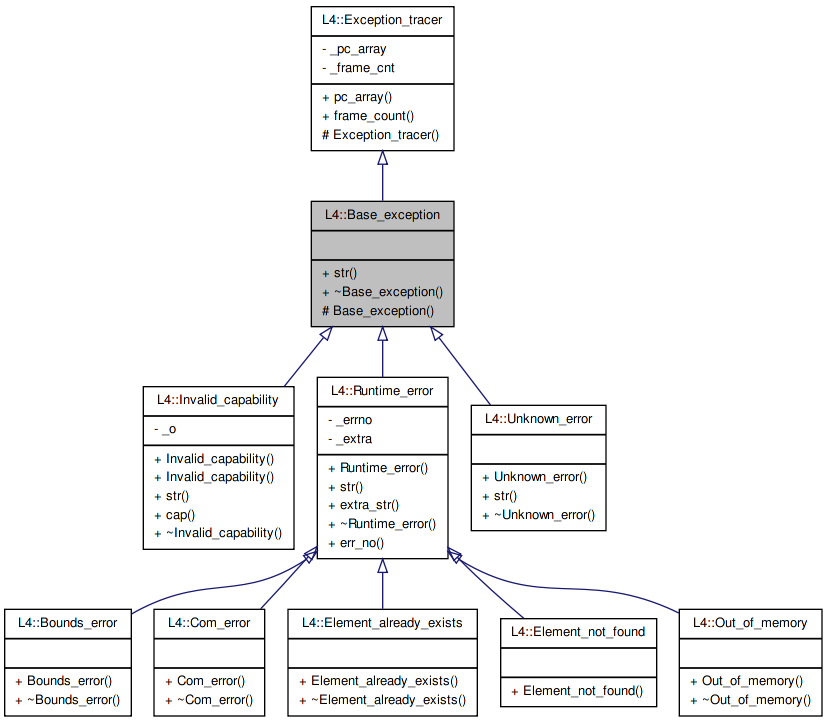 L4::Exception_tracer
- _pc_array
- _frame_cnt
+ pc_array()
+ frame_count()
# Exception_tracer()
L4::Base_exception
+ str()
+ ~Base_exception()
# Base_exception()
L4::Invalid_capability
- _o
+ Invalid_capability()
+ Invalid_capability()
+ str()
+ cap()
+ ~Invalid_capability()
L4::Runtime_error
- _errno
- _extra
+ Runtime_error()
+ str()
+ extra_str()
+ ~Runtime_error()
+ err_no()
L4::Unknown_error
+ Unknown_error()
+ str()
+ ~Unknown_error()
L4::Bounds_error
+ Bounds_error()
+ ~Bounds_error()
L4::Com_error
+ Com_error()
+ ~Com_error()
L4::Element_already_exists
+ Element_already_exists()
+ ~Element_already_exists()
L4::Element_not_found
+ Element_not_found()
L4::Out_of_memory
+ Out_of_memory()
+ ~Out_of_memory()